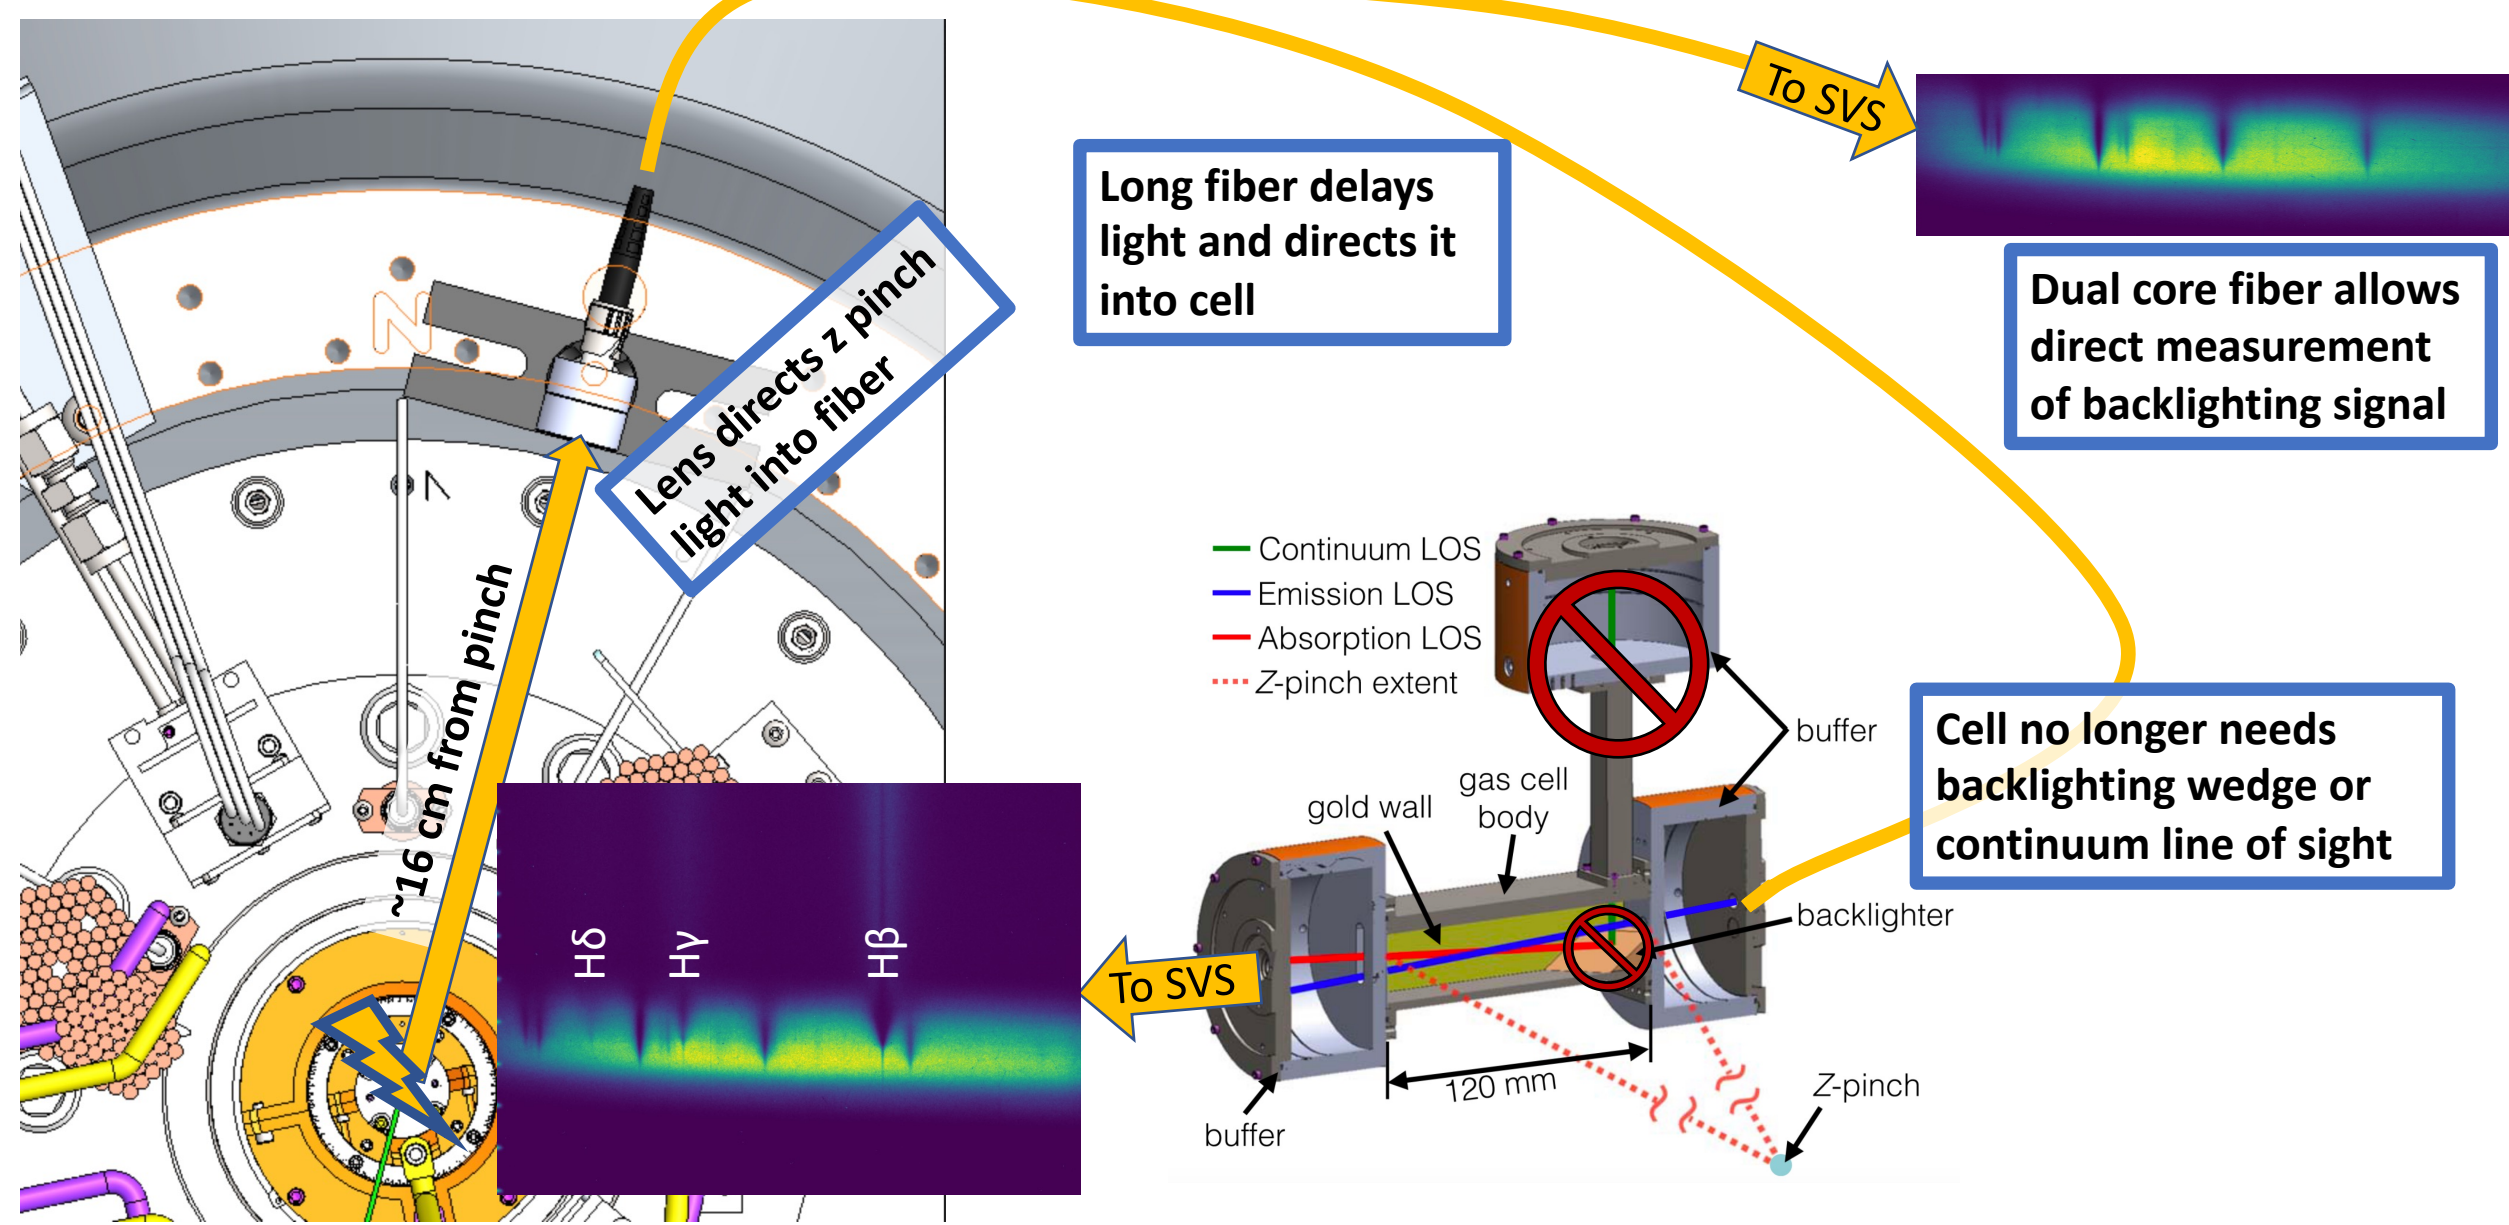 To SVS
Long fiber delays
light and directs it
into cell
Lens directs z pinch
light into fiber
Dual core fiber allows
direct measurement
of backlighting signal
N
~16 cm from pinch
Continuum LOS
Emission LOS
Absorption LOS
Z-pinch extent
buffer
Cell no longer needs
backlighting wedge or
continuum line of sight
gas cell
body
gold wall
backlighter
Hδ
Hγ
Hβ
To SVS
120 mm
Z-pinch
buffer